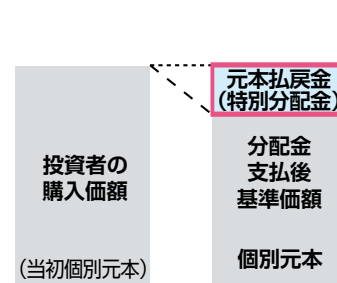 元本払戻金
（特別分配金）
投資者の
購入価額
（当初個別元本）
分配金
支払後
基準価額
個別元本